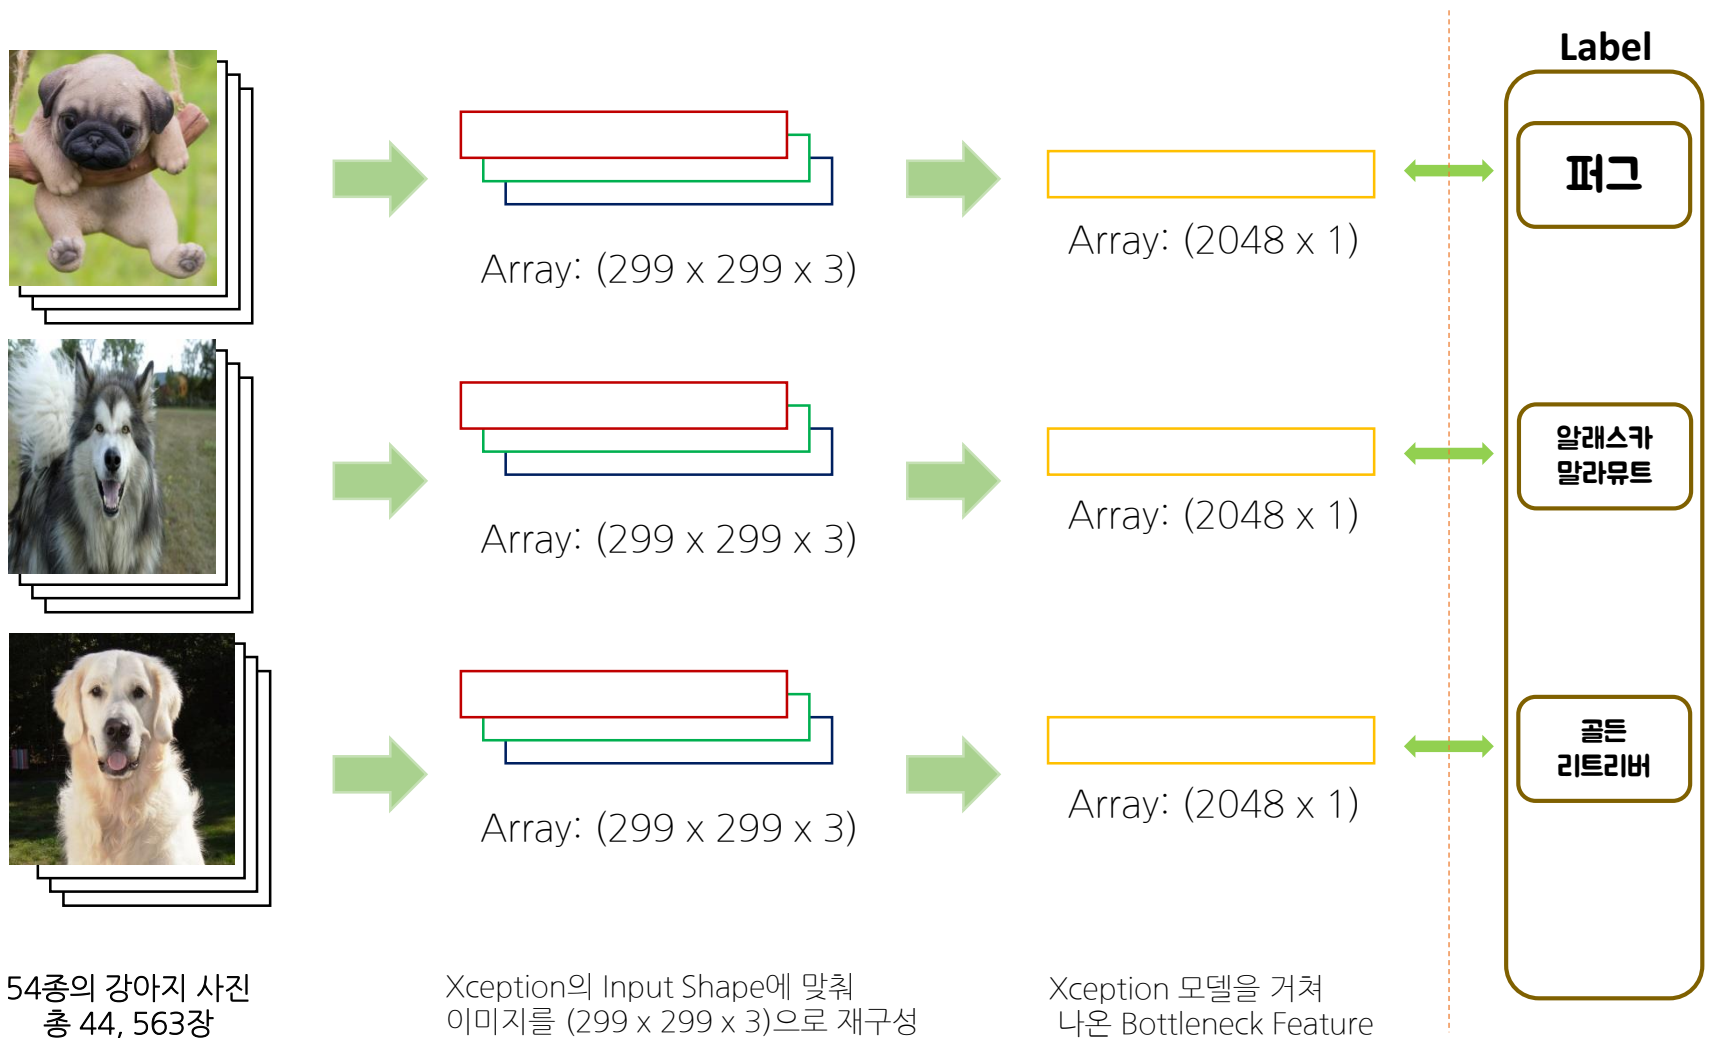 Label
퍼그
Array: (299 x 299 x 3)
Array: (2048 x 1)
알래스카
말라뮤트
Array: (299 x 299 x 3)
Array: (2048 x 1)
골든
리트리버
Array: (299 x 299 x 3)
Array: (2048 x 1)
54종의 강아지 사진
총 44, 563장
Xception의 Input Shape에 맞춰
이미지를 (299 x 299 x 3)으로 재구성
Xception 모델을 거쳐
나온 Bottleneck Feature